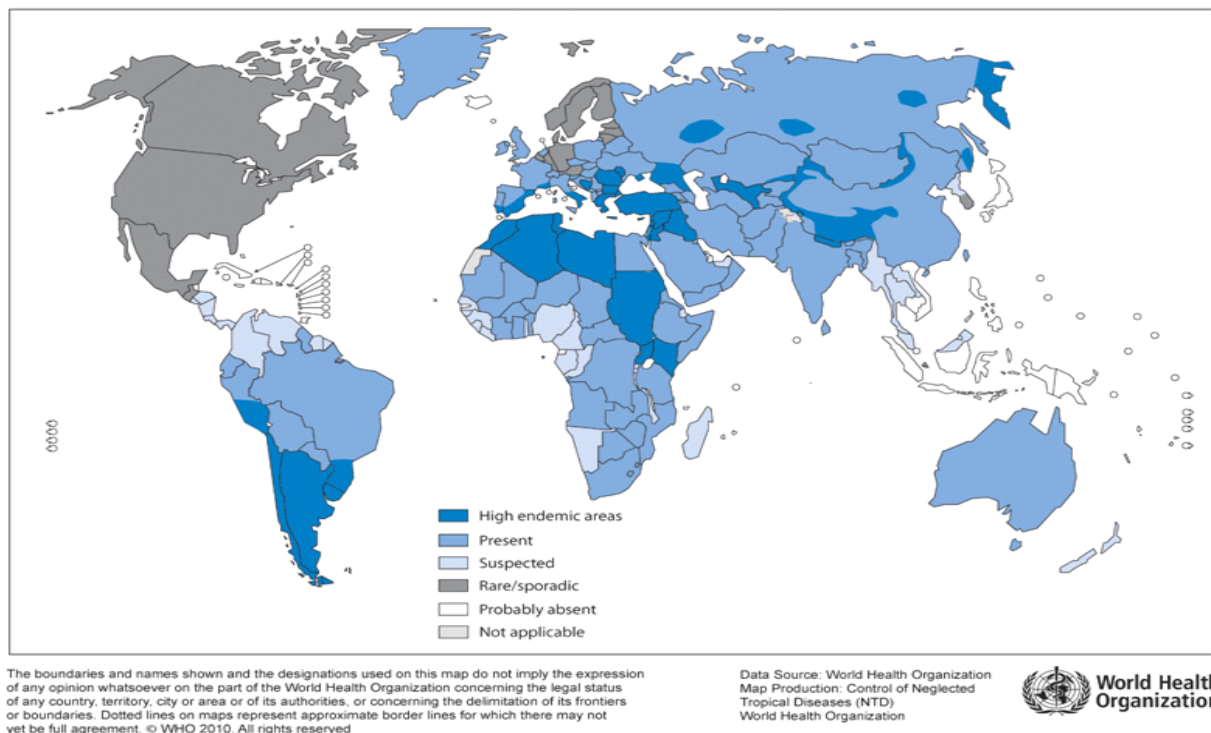 High endemic areas
Present
Suspected
Rare/sporadic
Probably absent
Not applicable
The boundaries and names shown and the designations used on this map do not imply the expression
of any opinion whatsoever on the part of the World Health Organization concerning the legal status
of any country, territory, city or area or of its authorities, or concerning the delimitation of its frontiers
or boundaries. Dotted lines on maps represent approximate border lines for which there may not
yet be full agreement. © WHO 2010. All rights reserved
Data Source: World Health Organization
Map Production: Control of Neglected
Tropical Diseases (NTD)
World Health Organization
World Health
Organization